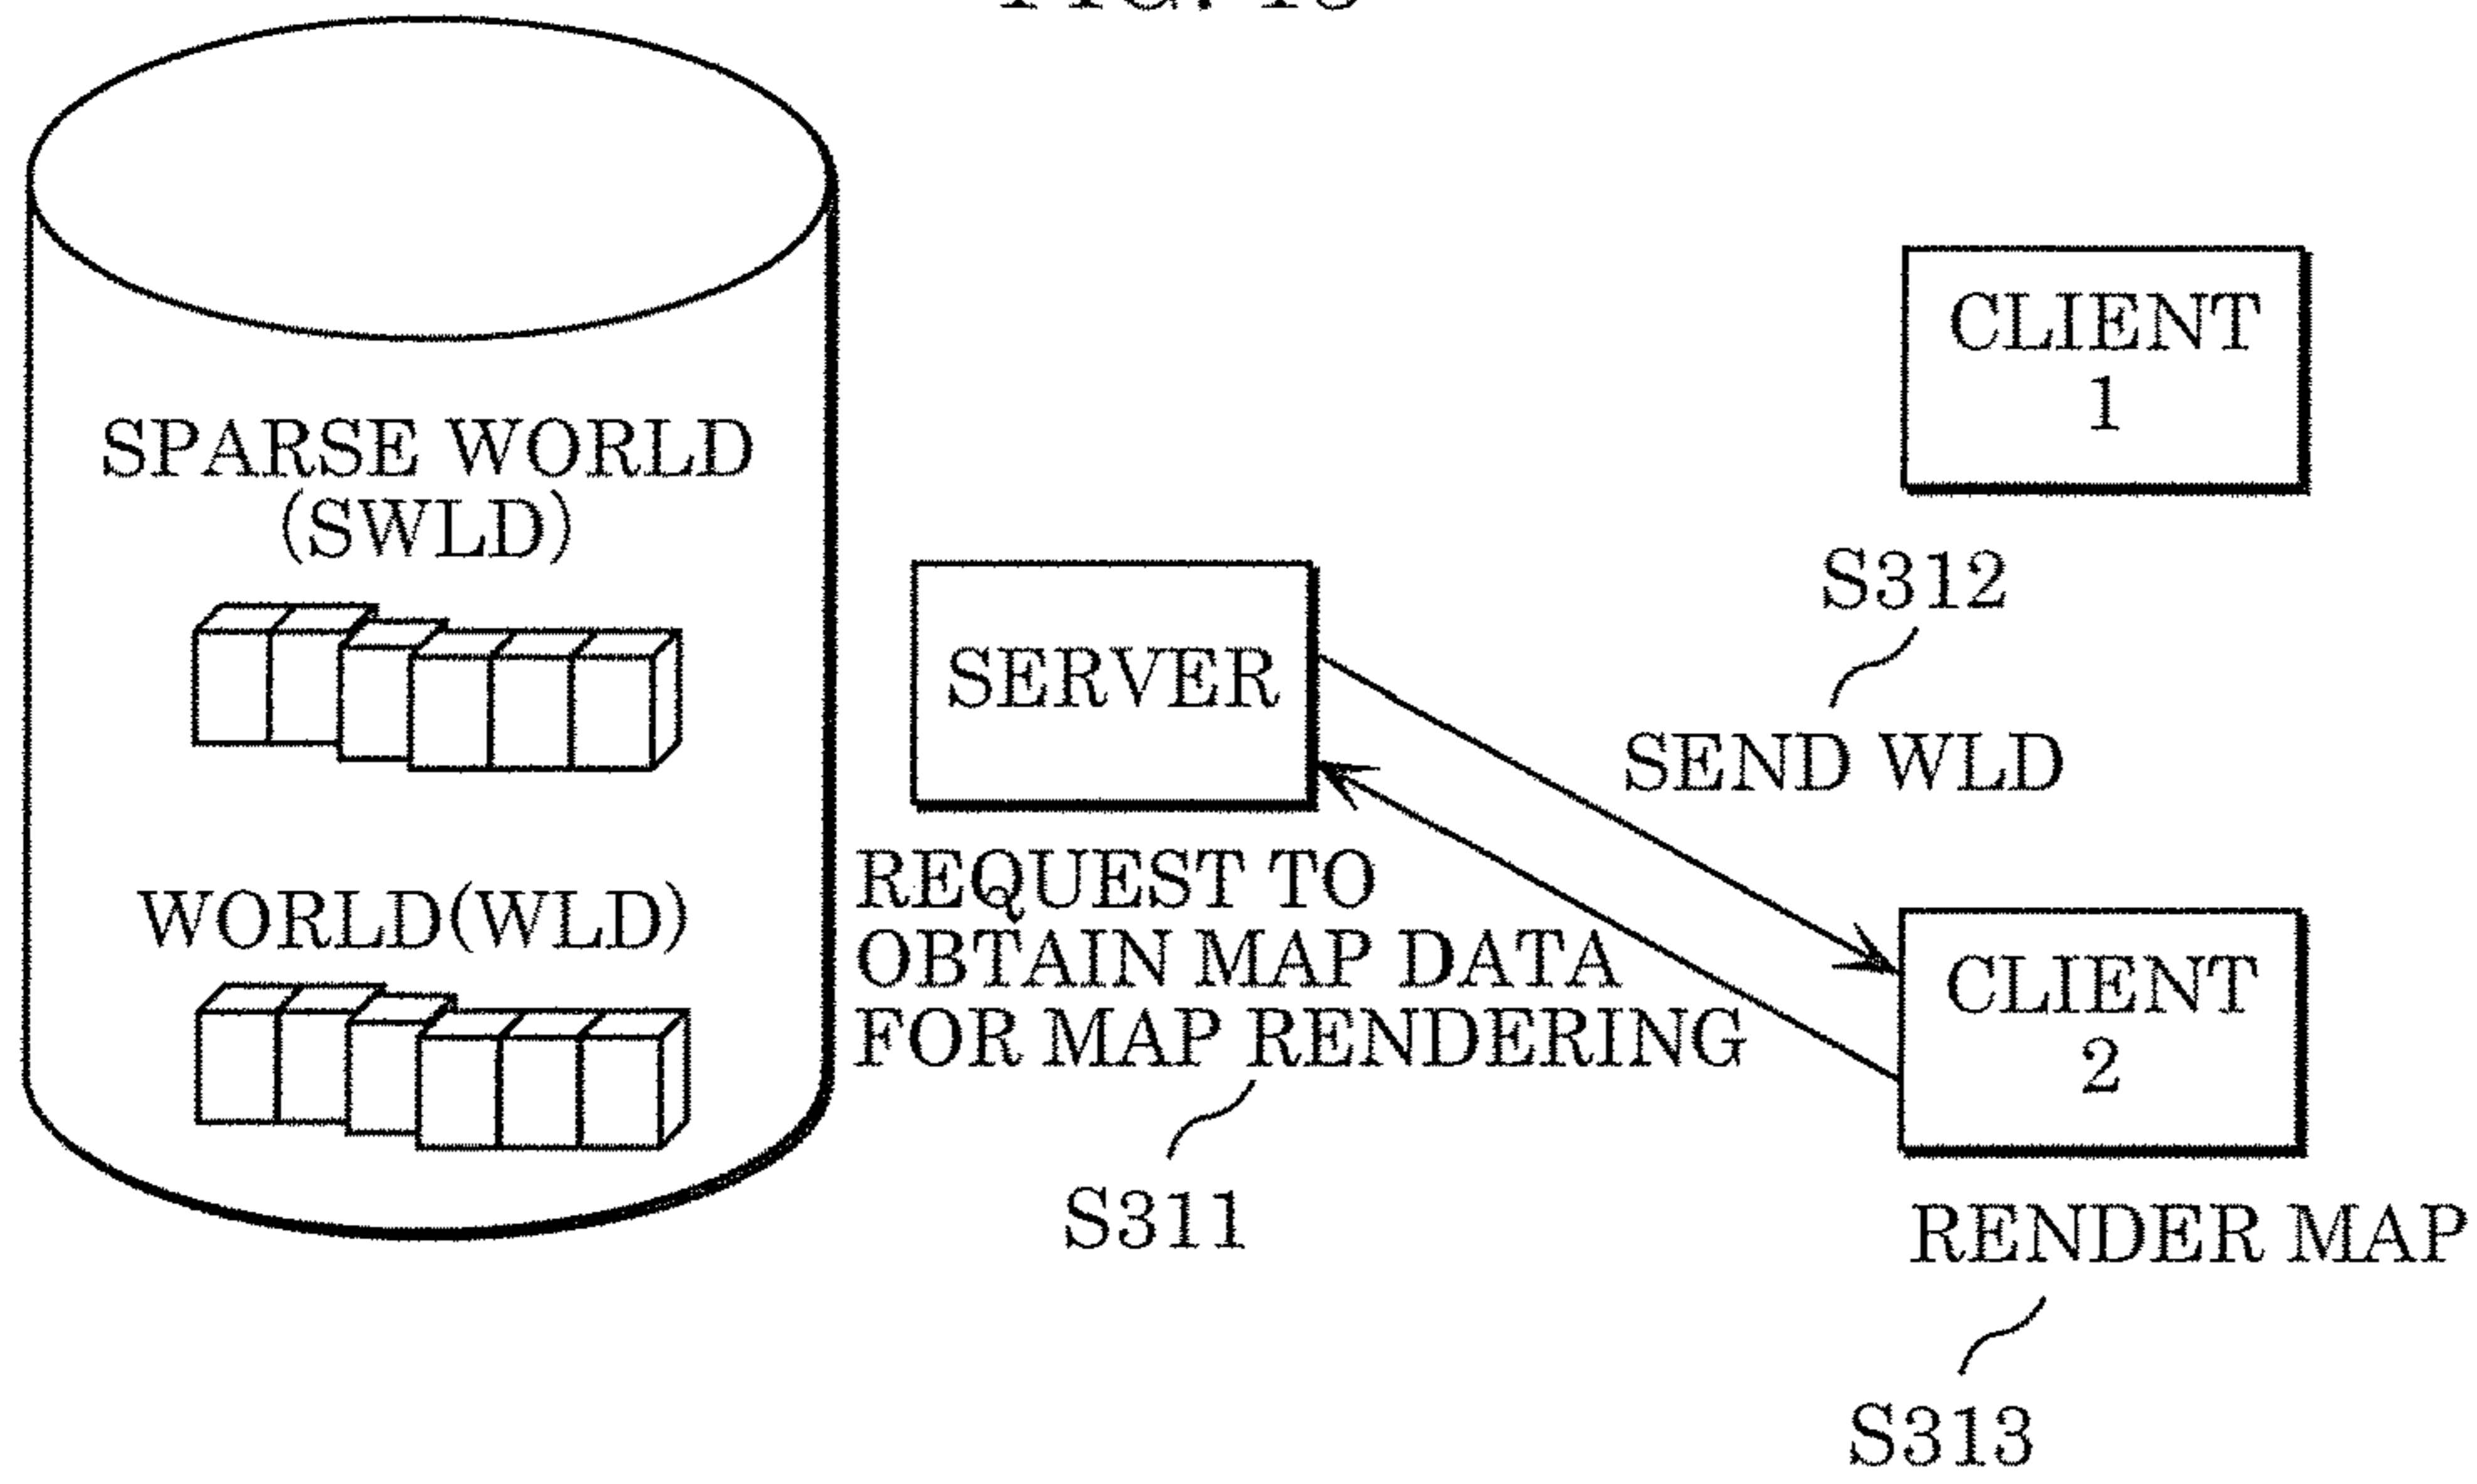 SPARSE WORLD
(SWLD)
WORLD(WLD)
SERVER
REQUEST TO
OBTAIN MAP DATA
FOR MAP RENDERING
S311
CLIENT
1
S312
SEND WLD
CLIENT
2
RENDER MAP
S313